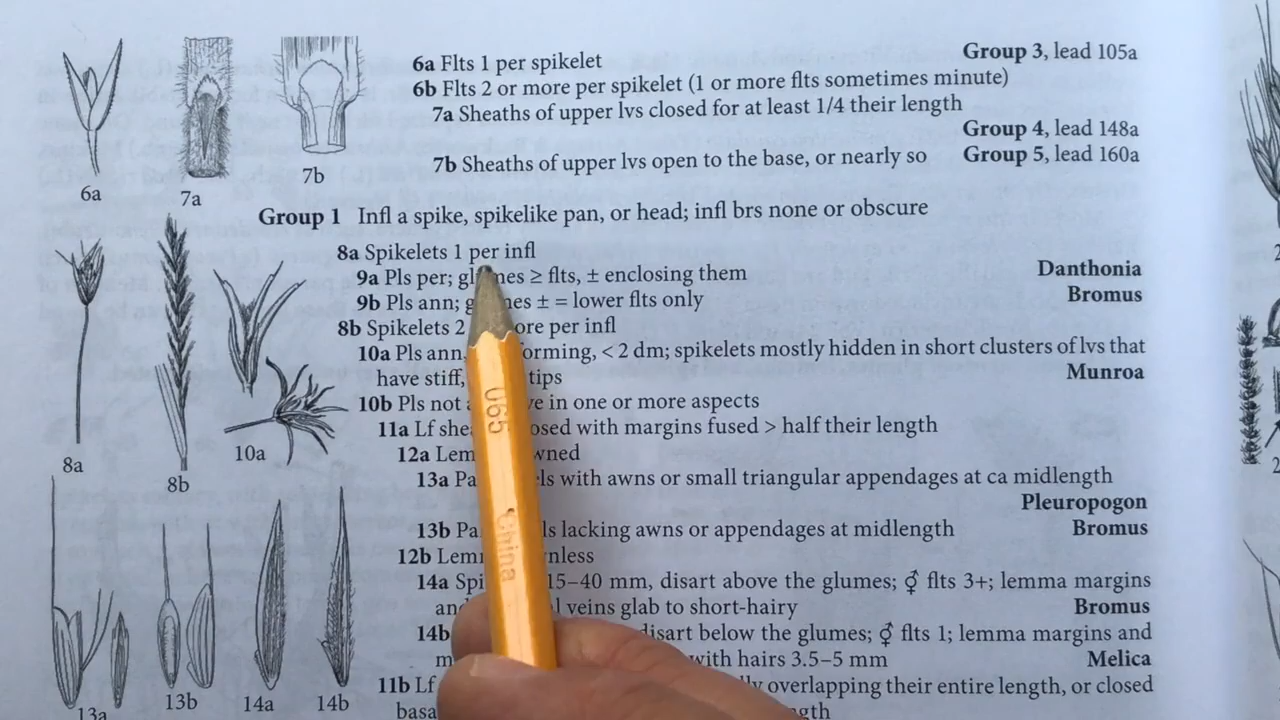 6a Flts 1 per spikelet Group 3, lead 105a
6b Flts 2 or more per spikelet (1 or more flts sometimes minute)
7a Sheaths of upper lvs closed for at least 1/4 their length
Group 4, lead 148a
7b Sheaths of upper lvs open to the base, or nearly so Group 5, lead 160a
6a 7a 7b
Group 1 Infl a spike, spikelike pan, or head; infl brs none or obscure
8a Spikelets 1 per infl
9a Pls per; glumes ≥ flts, ± enclosing them Danthonia
9b Pls ann; glumes ± = lower flts only Bromus
8b Spikelets 2 ore per infl
10a Pls ann, orming, < 2 dm; spikelets mostly hidden in short clusters of lvs that
have stiff, tips Munroa
10b Pls not a e in one or more aspects
11a Lf she osed with margins fused > half their length
12a Lem wned
13a Pa ls with awns or small triangular appendages at ca midlength
Pleuropogon
13b Pa ls lacking awns or appendages at midlength Bromus
12b Lem nless
14a Spi 15–40 mm, disart above the glumes; ⚥ flts 3+; lemma margins
an l veins glab to short-hairy Bromus
14b disart below the glumes; ⚥ flts 1; lemma margins and
m with hairs 3.5–5 mm Melica
11b Lf ly overlapping their entire length, or closed
basa gth
8a 8b 10a
13a 13b 14a 14b
065 China